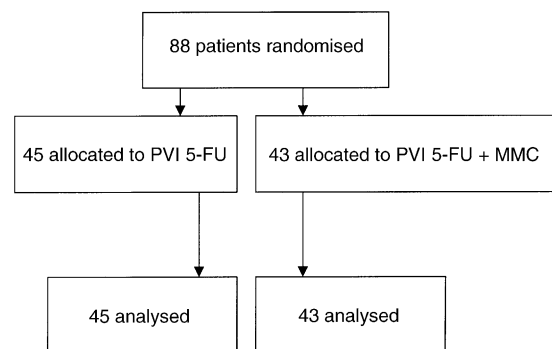 88 patients randomised
45 allocated to PVI 5-FU
43 allocated to PVI 5-FU + MMC
45 analysed
43 analysed